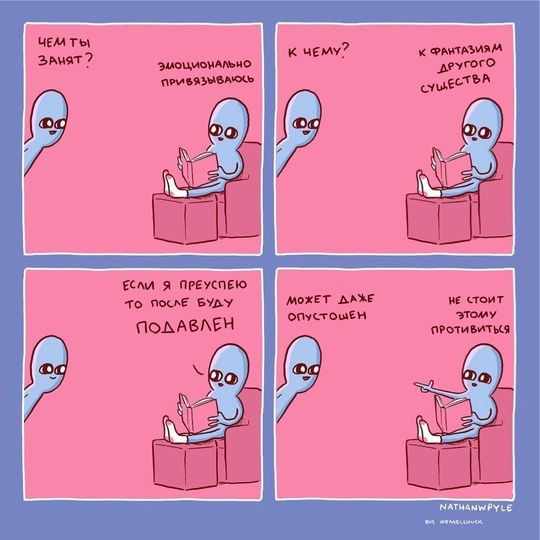 ЧЕМ ТЫ
ЗАНЯТ?
ЭМОЦИОНАЛЬНО
ПРИВЯЗЫВАЮСЬ
К ЧЕМУ?
К ФАНТАЗИЯМ
ДРУГОГО
СУЩЕСТВА
ЕСЛИ Я ПРЕУСПЕЮ
ТО ПОСЛЕ БУДУ
ПОДАВЛЕН
МОЖЕТ ДАЖЕ
ОПУСТОШЕН
НЕ СТОИТ
ЭТОМУ
ПРОТИВИТЬСЯ
NATHANWPYLE
RUS WEASELCHUCK